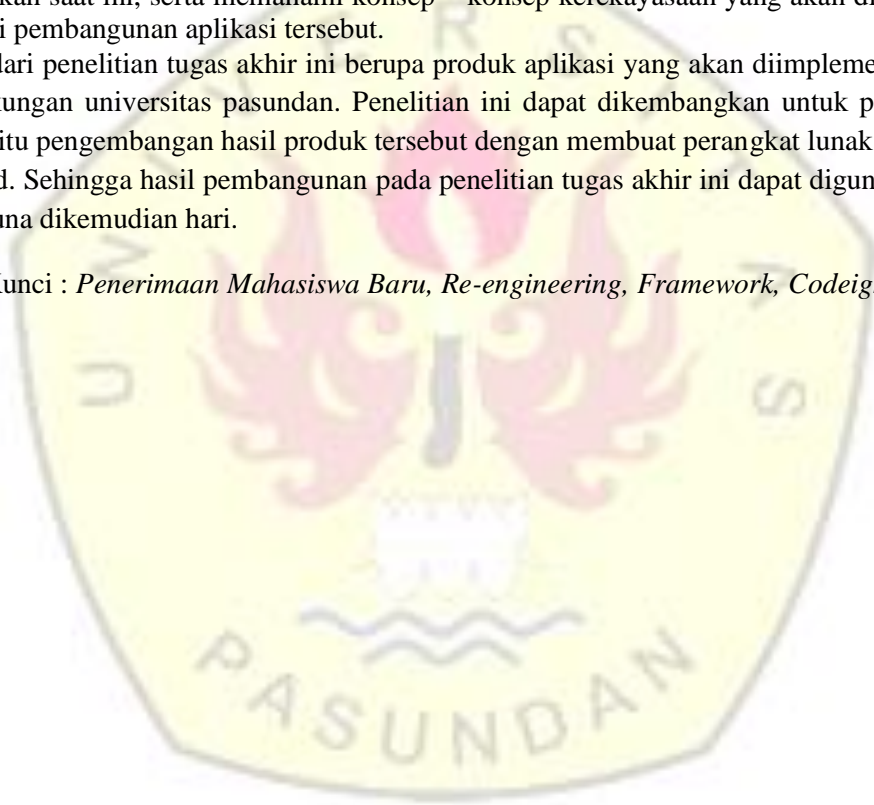 kan saat ini, serta memahami konsep – konsep kerekayasaan yang akan di
i pembangunan aplikasi tersebut.
dari penelitian tugas akhir ini berupa produk aplikasi yang akan diimpleme
kungan universitas pasundan. Penelitian ini dapat dikembangkan untuk p
itu pengembangan hasil produk tersebut dengan membuat perangkat lunak
d. Sehingga hasil pembangunan pada penelitian tugas akhir ini dapat digun
una dikemudian hari.
Kunci : Penerimaan Mahasiswa Baru, Re-engineering, Framework, Codeig
UNIVERSITAS
PASUNDAN